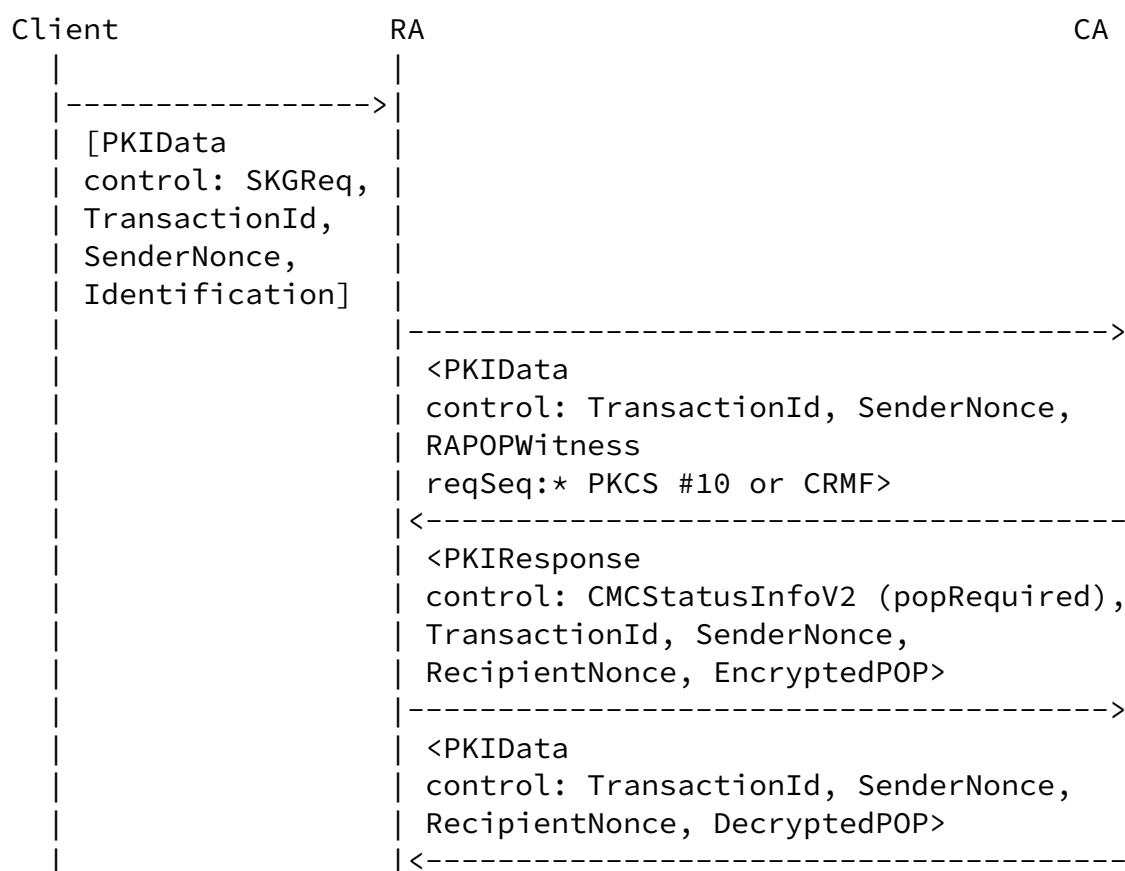 Client                RA                                      CA
  |                   |
  |----------------->|
  | [PKIData          |
  | control: SKGReq,  |
  | TransactionId,    |
  | SenderNonce,      |
  | Identification]   |
  |                   |--------------------------------------->
  |                   | <PKIData
  |                   | control: TransactionId, SenderNonce,
  |                   | RAPOPWitness
  |                   | reqSeq:* PKCS #10 or CRMF>
  |                   |<---------------------------------------
  |                   | <PKIResponse
  |                   | control: CMCStatusInfoV2 (popRequired),
  |                   | TransactionId, SenderNonce,
  |                   | RecipientNonce, EncryptedPOP>
  |                   |--------------------------------------->
  |                   | <PKIData
  |                   | control: TransactionId, SenderNonce,
  |                   | RecipientNonce, DecryptedPOP>
  |                   |<---------------------------------------